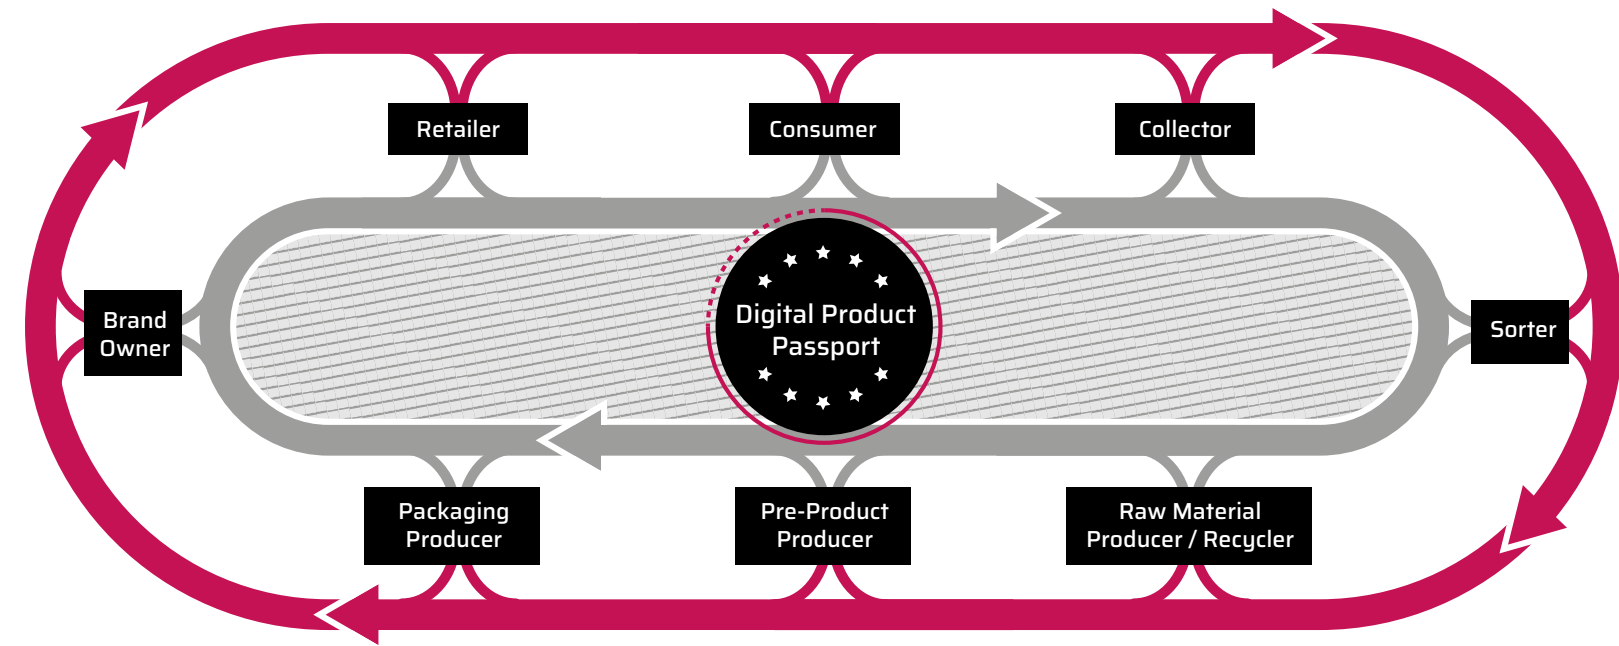 Retailer
Consumer
Collector
Brand
Owner
Digital Product
Passport
Sorter
Packaging
Producer
Pre-Product
Producer
Raw Material
Producer / Recycler